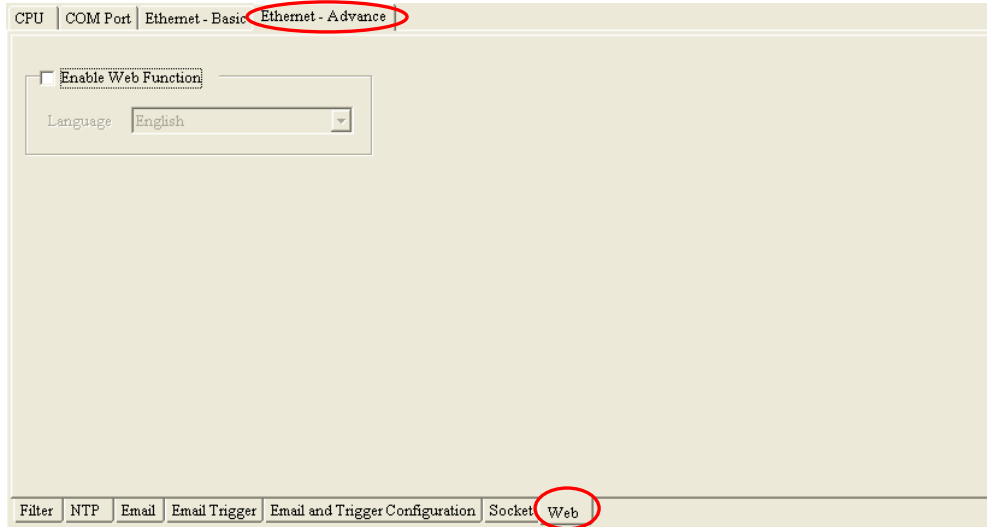 CPU COM Port Ethernet - Basic Ethernet - Advance
Enable Web Function
Language English
Filter NTP Email Email Trigger Email and Trigger Configuration Socket Web